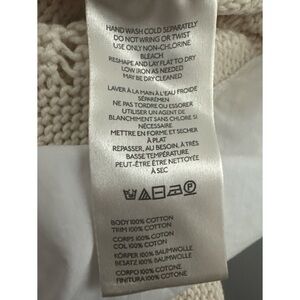 HAND WASH COLD SEPARATELY
DO NOT WRING OR TWIST
USE ONLY NON-CHLORINE
BLEACH
RESHAPE AND LAY FLAT TO DRY
LOW IRON AS NEEDED
MAY BE DRY CLEANED
LAVER À LA MAIN À L'EAU FROIDE
SÉPARÉMEN
NE PAS TORDRE OU ESSORER
UTILISER UN AGENT DE
BLANCHIMENT SANS CHLORE SI
NÉCESSAIRE
METTRE EN FORME ET SECHER
À PLAT
REPASSER, AU BESOIN, À TRÈS
BASSE TEMPÉRATURE
PEUT-ÊTRE ÊTRE NETTOYÉE
À SEC
BODY 100% COTTON
TRIM 100% COTTON
CORPS 100% COTON
COL 100% COTON
KÖRPER 100% BAUMWOLLE
BESATZ 100% BAUMWOLLE
CORPO 100% COTONE
FINITURA 100% COTONE